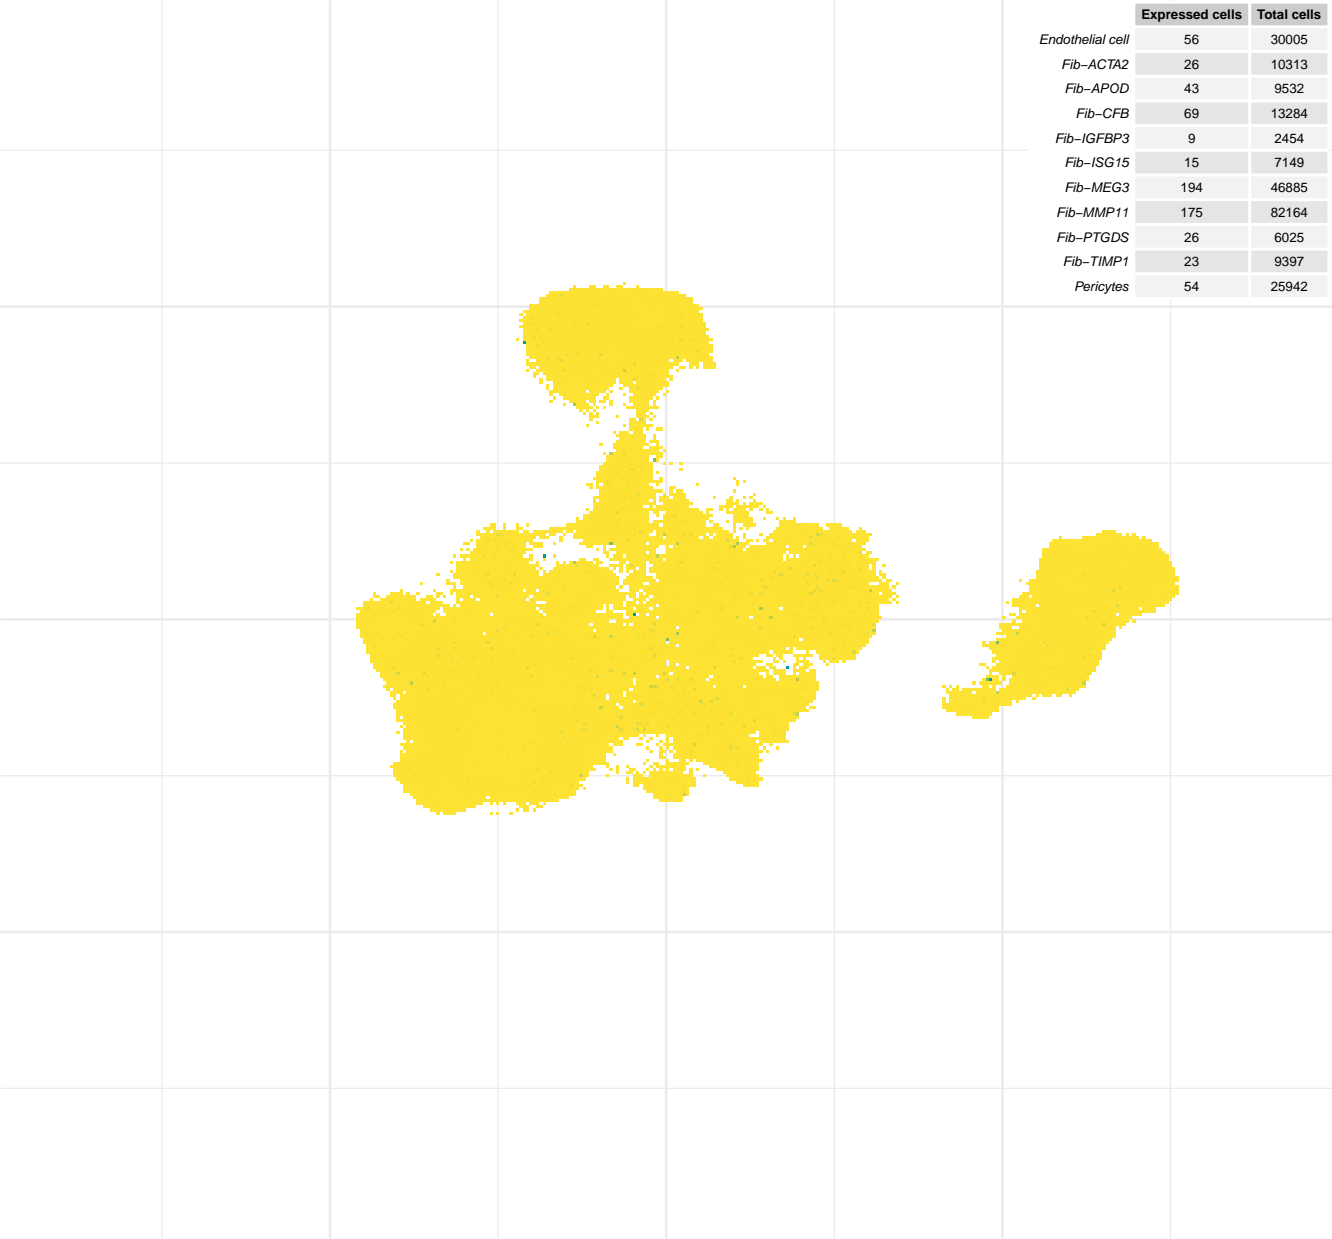 Expressed cells Total cells
Endothelial cell 56 30005
Fib−ACTA2 26 10313
Fib−APOD 43 9532
Fib−CFB 69 13284
Fib−IGFBP3 9 2454
Fib−ISG15 15 7149
Fib−MEG3 194 46885
Fib−MMP11 175 82164
Fib−PTGDS 26 6025
Fib−TIMP1 23 9397
Pericytes 54 25942